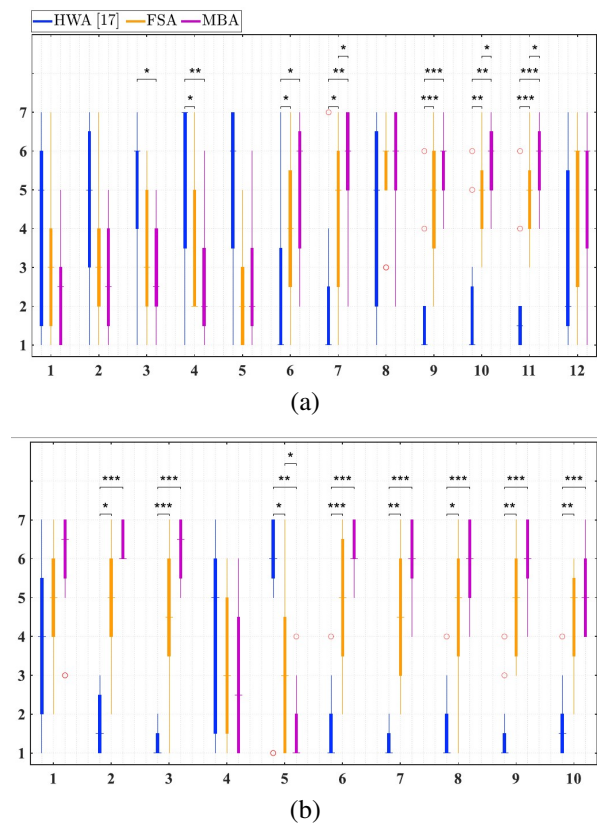 HWA [17] FSA MBA
* ** * ** * *** ** * *** *
* * * *** ** ***
7
6
5
4
3
2
1
1 2 3 4 5 6 7 8 9 10 11 12
(a)
*
*** *** ** *** *** *** *** ***
* *** * *** ** * ** **
7
6
5
4
3
2
1
1 2 3 4 5 6 7 8 9 10
(b)